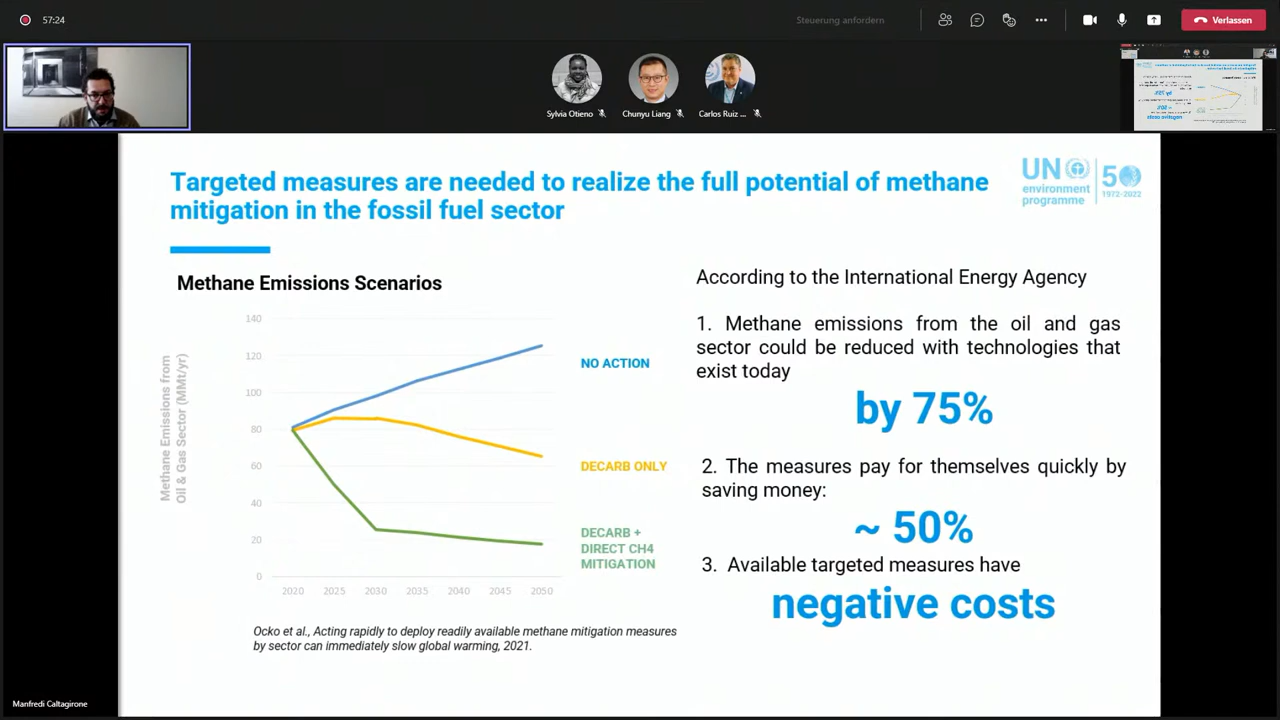 57:24
Steuerung anfordern
Verlassen
Sylvia Otieno
Chunyu Liang
Carlos Ruiz ...
Targeted measures are needed to realize the full potential of methane
mitigation in the fossil fuel sector
UN
environment
programme
50
1972-2022
Methane Emissions Scenarios
Methane Emissions from
Oil & Gas Sector (MMt/yr)
140
120
100
80
60
40
20
0
2020 2025 2030 2035 2040 2045 2050
NO ACTION
DECARB ONLY
DECARB +
DIRECT CH4
MITIGATION
Ocko et al., Acting rapidly to deploy readily available methane mitigation measures
by sector can immediately slow global warming, 2021.
According to the International Energy Agency
1. Methane emissions from the oil and gas
sector could be reduced with technologies that
exist today
by 75%
2. The measures pay for themselves quickly by
saving money:
~ 50%
3. Available targeted measures have
negative costs
Manfredi Caltagirone